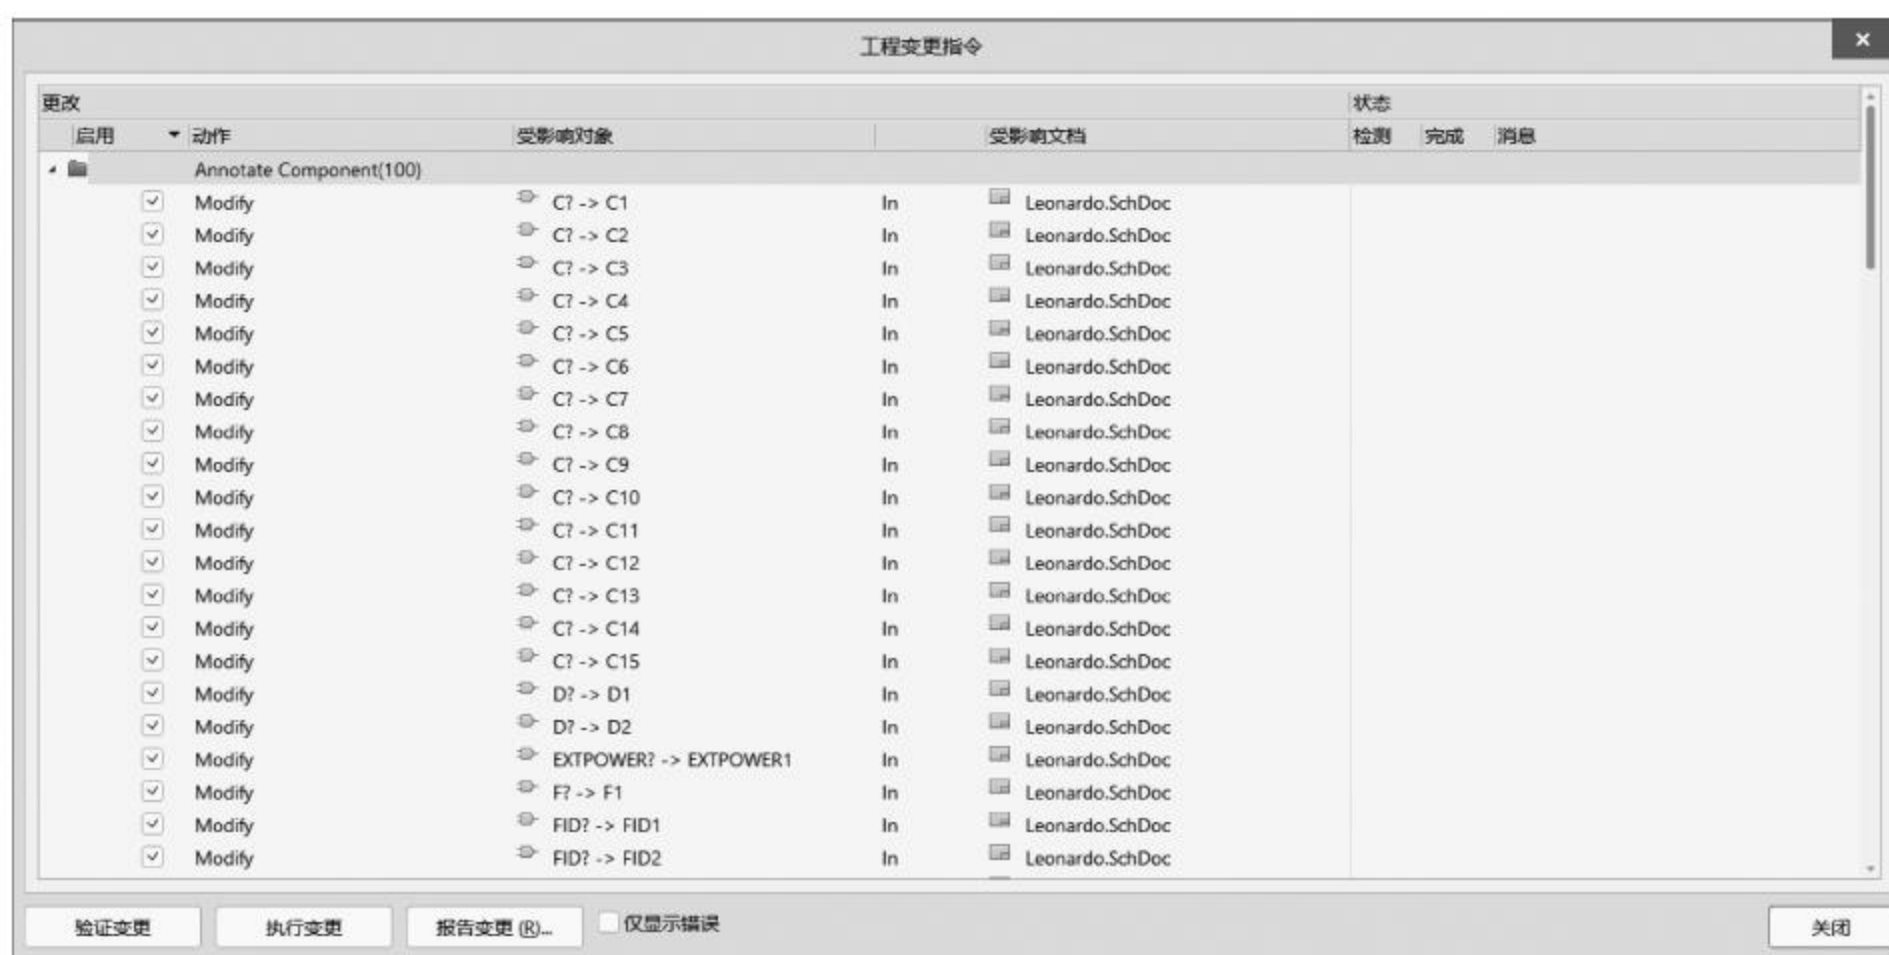 工程变更指令
更改 状态
启用 动作 受影响对象 受影响文档 检测 完成 消息
Annotate Component(100)
Modify C? -> C1 In Leonardo.SchDoc
Modify C? -> C2 In Leonardo.SchDoc
Modify C? -> C3 In Leonardo.SchDoc
Modify C? -> C4 In Leonardo.SchDoc
Modify C? -> C5 In Leonardo.SchDoc
Modify C? -> C6 In Leonardo.SchDoc
Modify C? -> C7 In Leonardo.SchDoc
Modify C? -> C8 In Leonardo.SchDoc
Modify C? -> C9 In Leonardo.SchDoc
Modify C? -> C10 In Leonardo.SchDoc
Modify C? -> C11 In Leonardo.SchDoc
Modify C? -> C12 In Leonardo.SchDoc
Modify C? -> C13 In Leonardo.SchDoc
Modify C? -> C14 In Leonardo.SchDoc
Modify C? -> C15 In Leonardo.SchDoc
Modify D? -> D1 In Leonardo.SchDoc
Modify D? -> D2 In Leonardo.SchDoc
Modify EXTPOWER? -> EXTPOWER1 In Leonardo.SchDoc
Modify F? -> F1 In Leonardo.SchDoc
Modify FID? -> FID1 In Leonardo.SchDoc
Modify FID? -> FID2 In Leonardo.SchDoc
验证变更 执行变更 报告变更 (R)... 仅显示错误 关闭